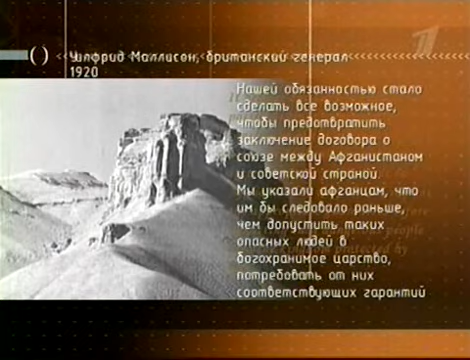 ( ) Уилфрид Маллисон, британский генерал
1920
Нашей обязанностью стало
сделать все возможное,
чтобы предотвратить
заключение договора о
союзе между Афганистаном
и советской страной.
Мы указали афганцам, что
им бы следовало раньше,
чем допустить таких
опасных людей в
богохранимое царство,
потребовать от них
соответствующих гарантий